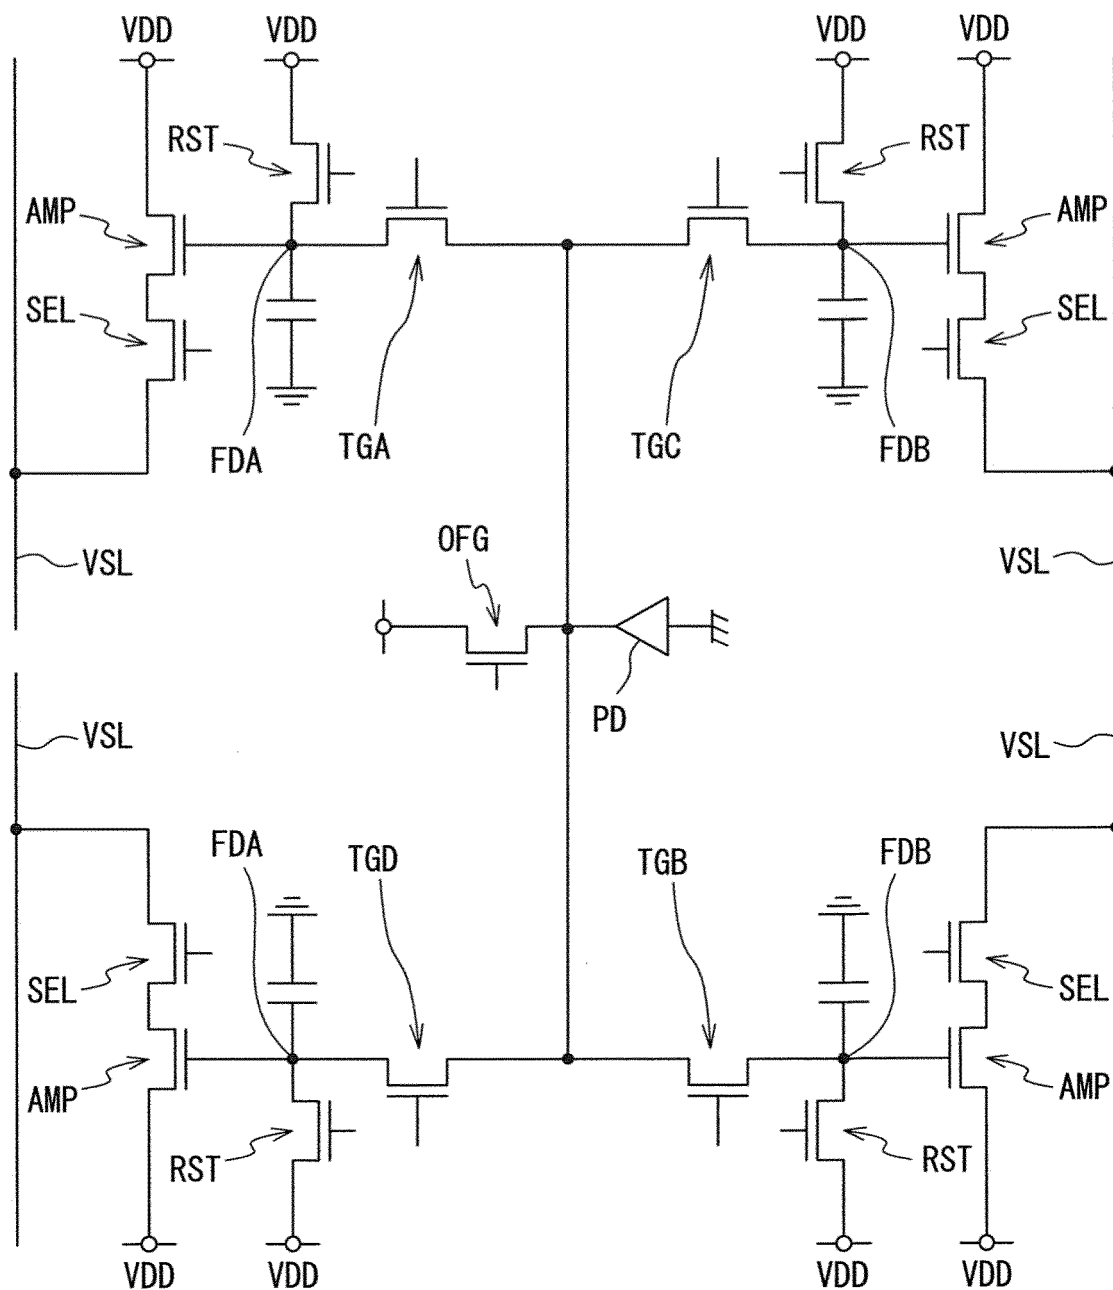 VDD VDD VDD VDD
RST RST
AMP AMP
SEL SEL
FDA TGA TGC FDB
OFG
VSL VSL
PD
VSL VSL
FDA TGD TGB FDB
SEL SEL
AMP AMP
RST RST
VDD VDD VDD VDD